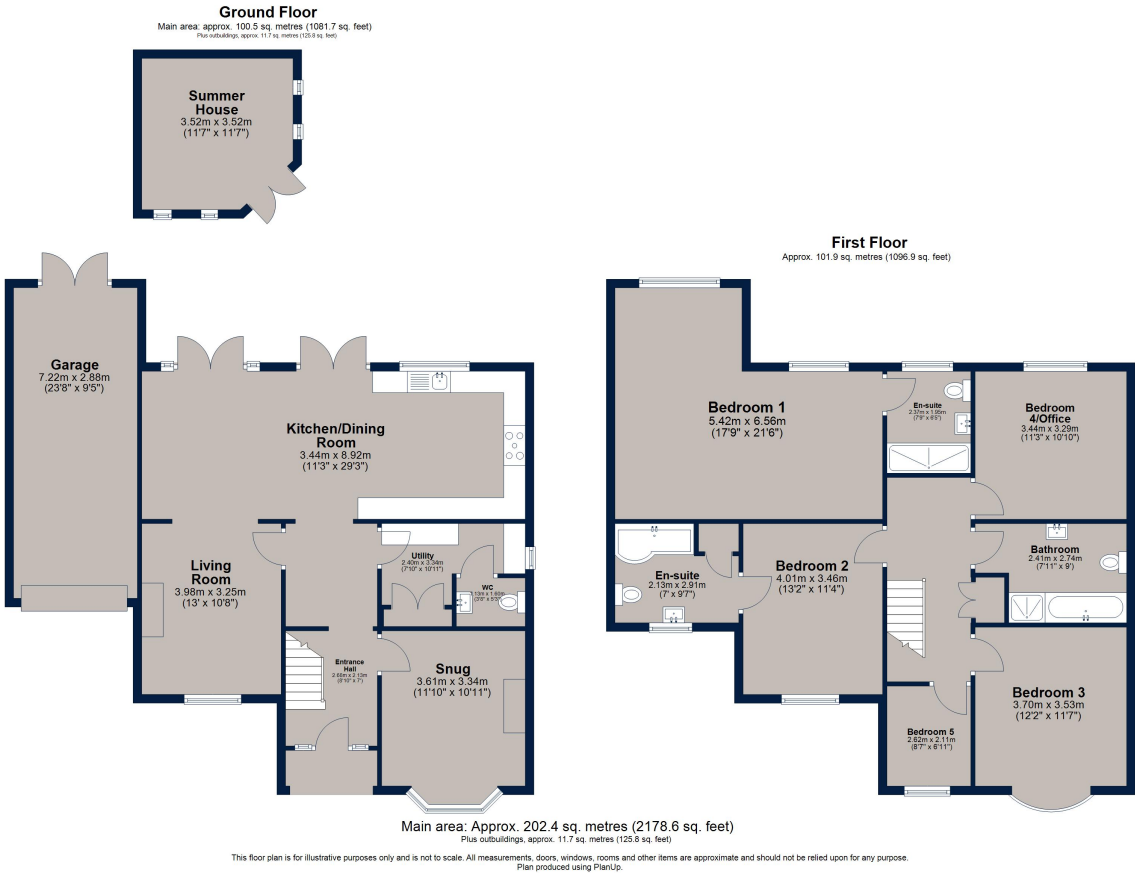 Ground Floor
Main area: approx. 100.5 sq. metres (1081.7 sq. feet)
Plus outbuildings, approx. 11.7 sq. metres (125.8 sq. feet)
Summer
House
3.52m x 3.52m
(11'7" x 11'7")
Garage
7.22m x 2.88m
(23'8" x 9'5")
Kitchen/Dining
Room
3.44m x 8.92m
(11'3" x 29'3")
Living
Room
3.98m x 3.25m
(13' x 10'8")
Utility
2.40m x 3.34m
(7'10" x 10'11")
WC
Entrance
Hall
2.68m x 2.13m
(8'10" x 7')
Snug
3.61m x 3.34m
(11'10" x 10'11")
First Floor
Approx. 101.9 sq. metres (1096.9 sq. feet)
Bedroom 1
5.42m x 6.56m
(17'9" x 21'6")
En-suite
2.37m x 1.95m
(7'9" x 6'5")
Bedroom
4/Office
3.44m x 3.29m
(11'3" x 10'10")
En-suite
2.13m x 2.91m
(7' x 9'7")
Bedroom 2
4.01m x 3.46m
(13'2" x 11'4")
Bathroom
2.41m x 2.74m
(7'11" x 9')
Bedroom 3
3.70m x 3.53m
(12'2" x 11'7")
Bedroom 5
2.62m x 2.11m
(8'7" x 6'11")
Main area: Approx. 202.4 sq. metres (2178.6 sq. feet)
Plus outbuildings, approx. 11.7 sq. metres (125.8 sq. feet)
This floor plan is for illustrative purposes only and is not to scale. All measurements, doors, windows, rooms and other items are approximate and should not be relied upon for any purpose.
Plan produced using PlanUp.